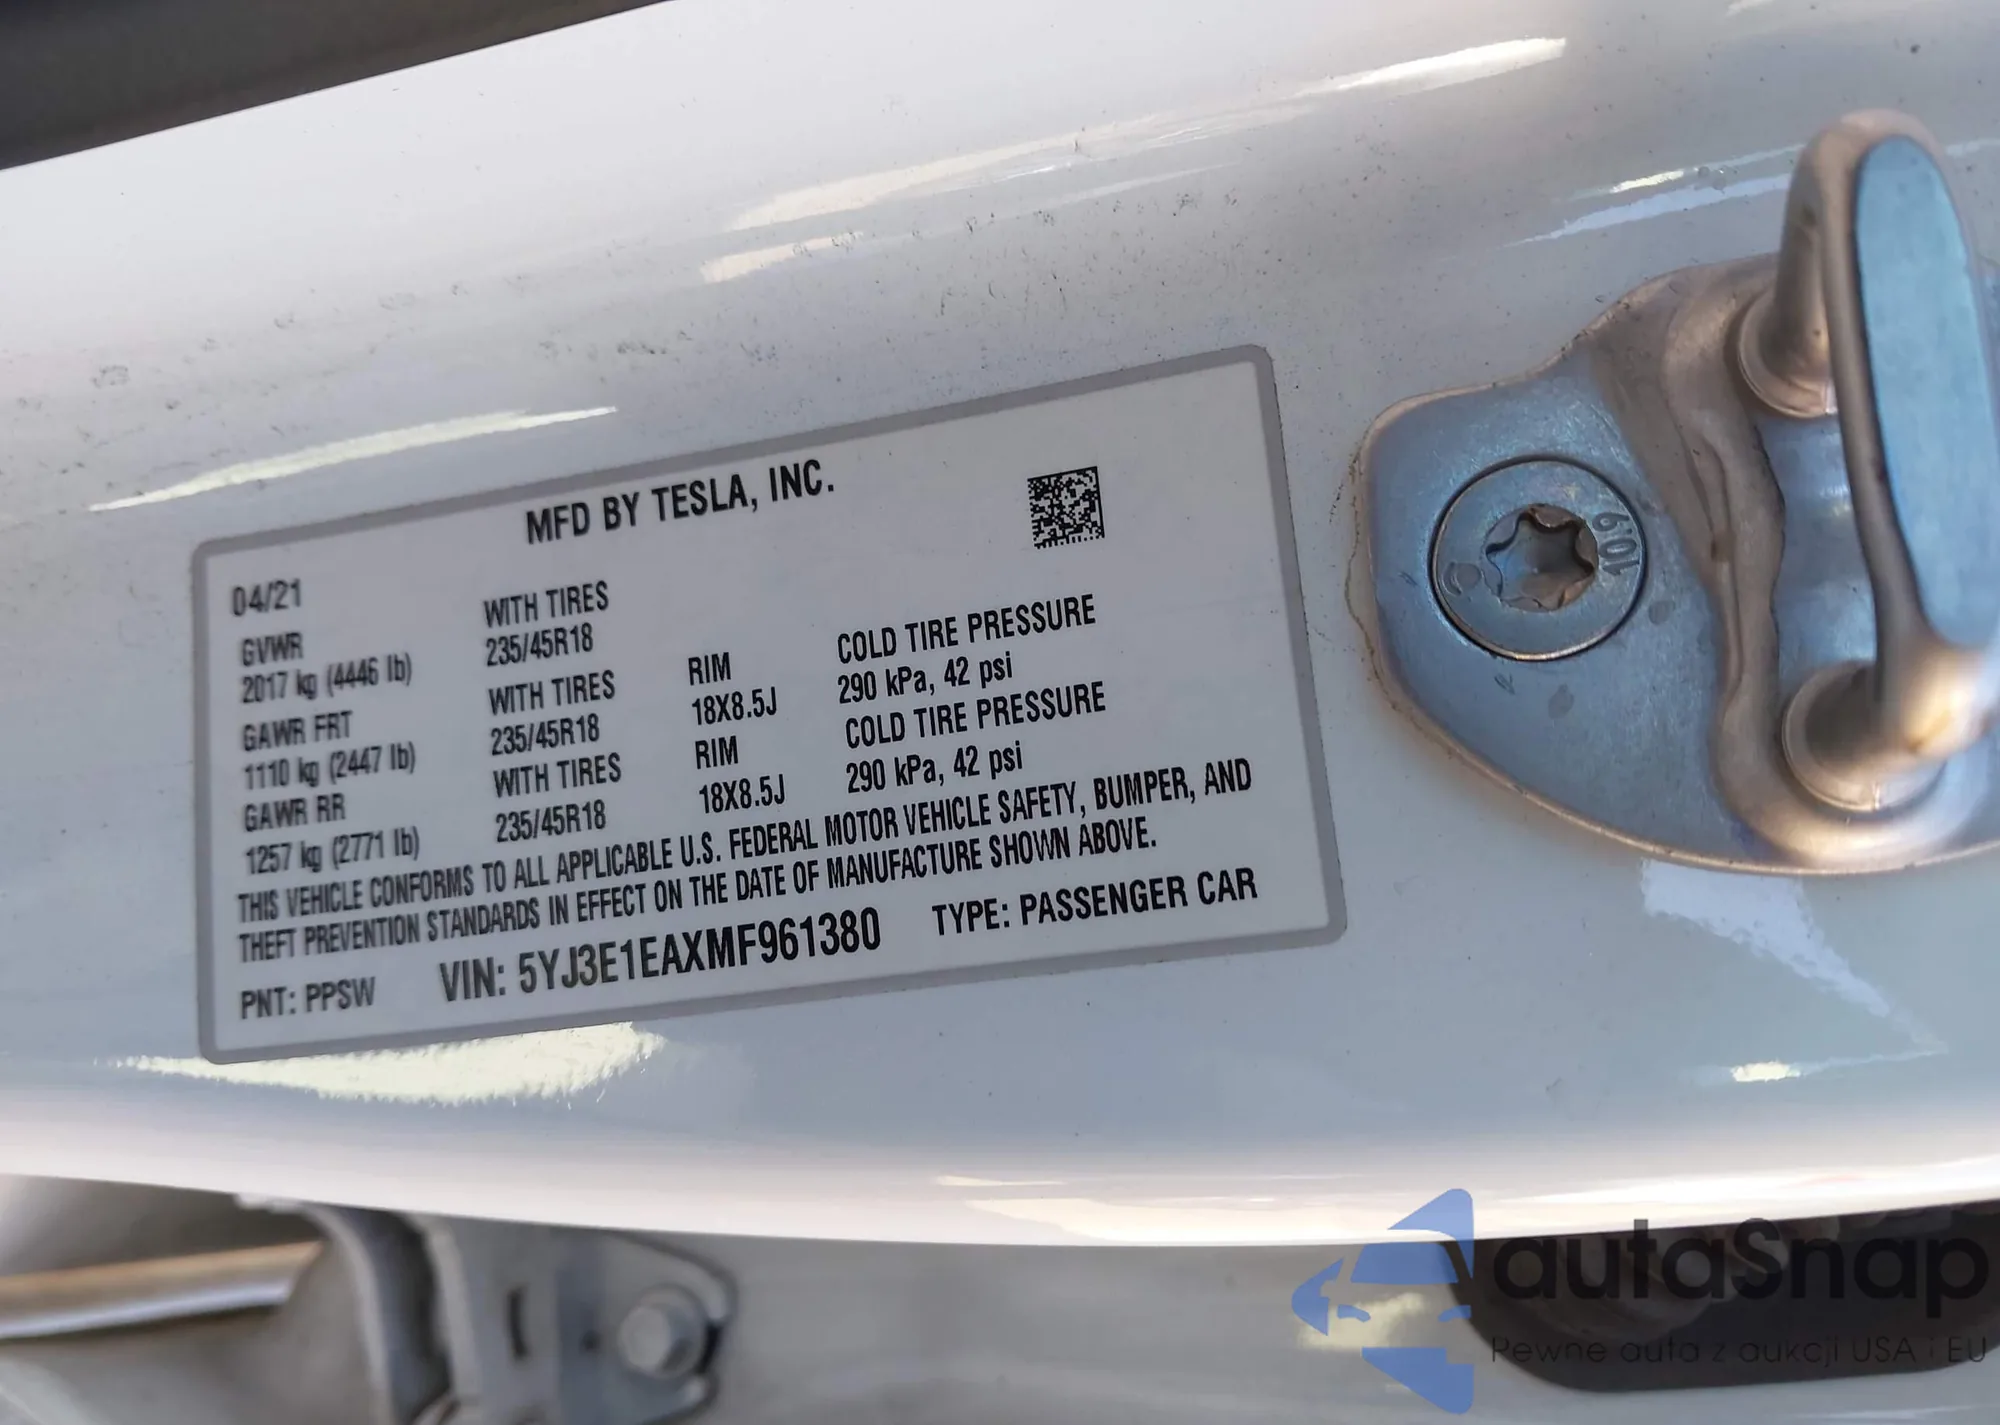 MFD BY TESLA, INC.
04/21
GVWR
2017 kg (4446 lb)
GAWR FRT
1110 kg (2447 lb)
GAWR RR
1257 kg (2771 lb)
WITH TIRES
235/45R18
WITH TIRES
235/45R18
WITH TIRES
235/45R18
RIM
18X8.5J
RIM
18X8.5J
COLD TIRE PRESSURE
290 kPa, 42 psi
COLD TIRE PRESSURE
290 kPa, 42 psi
THIS VEHICLE CONFORMS TO ALL APPLICABLE U.S. FEDERAL MOTOR VEHICLE SAFETY, BUMPER, AND
THEFT PREVENTION STANDARDS IN EFFECT ON THE DATE OF MANUFACTURE SHOWN ABOVE.
PNT: PPSW VIN: 5YJ3E1EAXMF961380 TYPE: PASSENGER CAR
10.9
autaSnap
Pewne auta z aukcji USA i EU